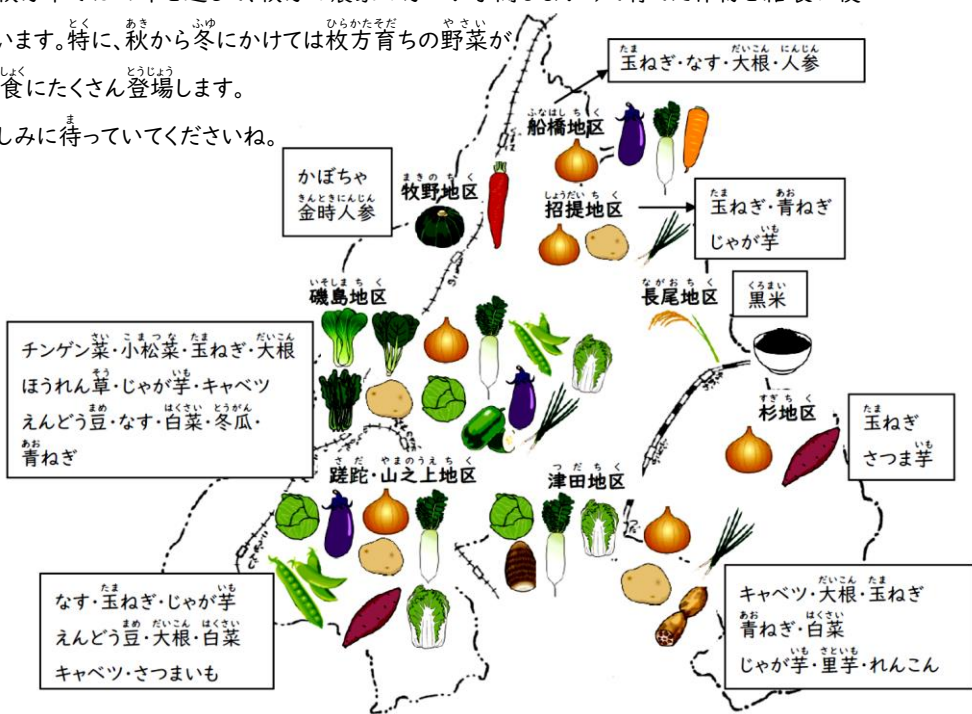 います。特に、秋から冬にかけては枚方育ちの野菜が
食にたくさん登場します。
しみに待っていてくださいね。
玉ねぎ・なす・大根・人参
船橋地区
かぼちゃ
金時人参
牧野地区
招提地区
玉ねぎ・青ねぎ
じゃが芋
磯島地区
長尾地区
黒米
チンゲン菜・小松菜・玉ねぎ・大根
ほうれん草・じゃが芋・キャベツ
えんどう豆・なす・白菜・冬瓜・
青ねぎ
杉地区
玉ねぎ
さつま芋
蹉跎・山之上地区
津田地区
なす・玉ねぎ・じゃが芋
えんどう豆・大根・白菜
キャベツ・さつまいも
キャベツ・大根・玉ねぎ
青ねぎ・白菜
じゃが芋・里芋・れんこん